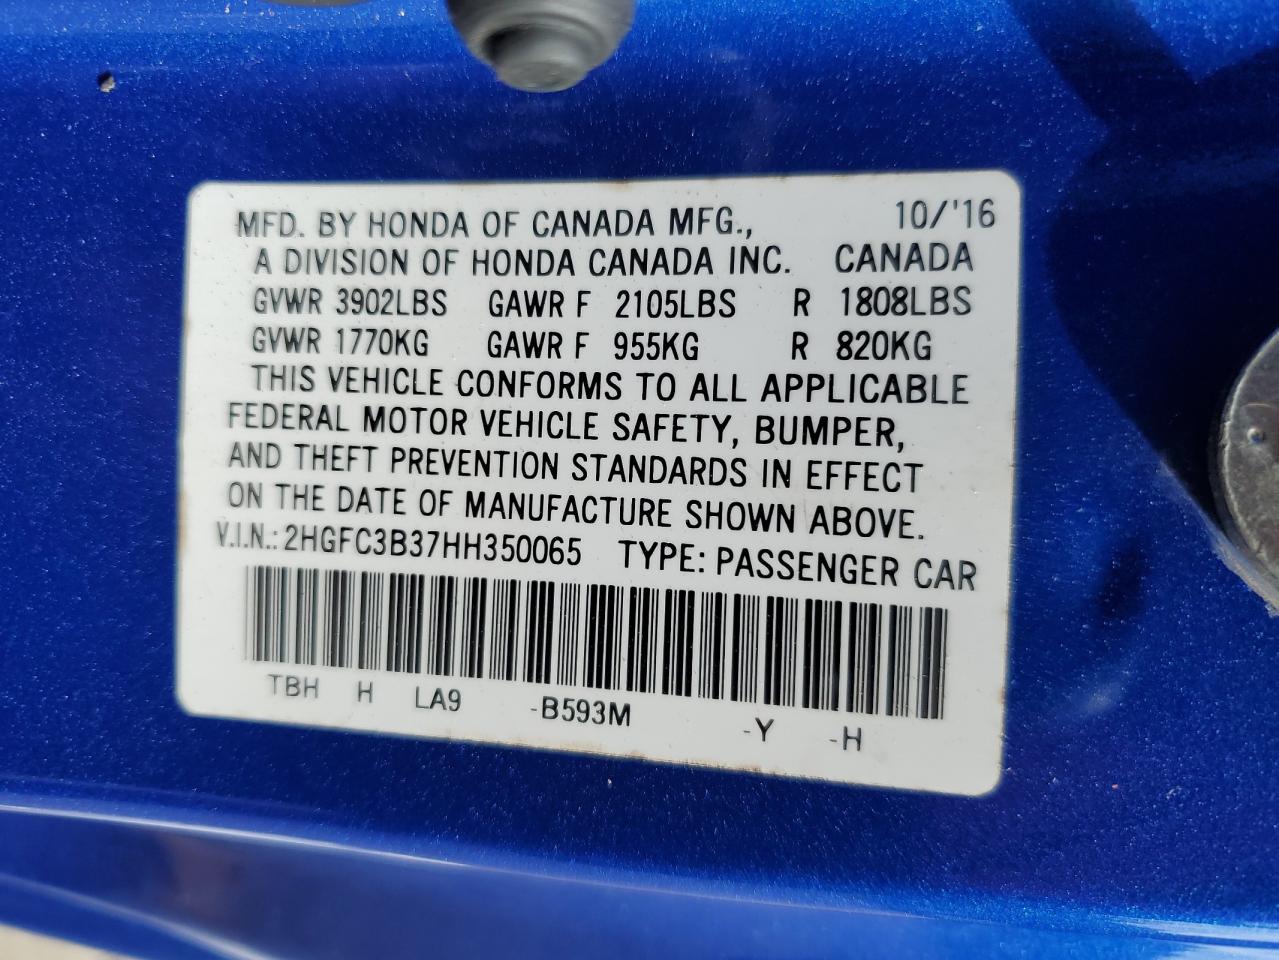 MFD. BY HONDA OF CANADA MFG., 10/'16
A DIVISION OF HONDA CANADA INC. CANADA
GVWR 3902LBS GAWR F 2105LBS R 1808LBS
GVWR 1770KG GAWR F 955KG R 820KG
THIS VEHICLE CONFORMS TO ALL APPLICABLE
FEDERAL MOTOR VEHICLE SAFETY, BUMPER,
AND THEFT PREVENTION STANDARDS IN EFFECT
ON THE DATE OF MANUFACTURE SHOWN ABOVE.
V.I.N.: 2HGFC3B37HH350065 TYPE: PASSENGER CAR
TBH H LA9 -B593M -Y -H